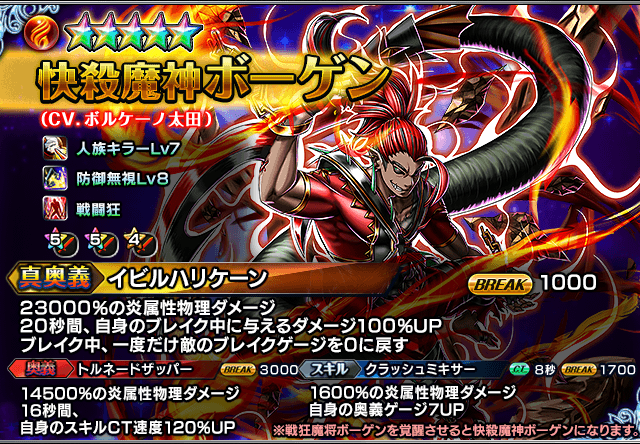 快殺魔神ボーゲン
(CV.ボルケーノ太田)
人族キラーLv7
防御無視Lv8
戦闘狂
5 5 4
真奥義 イビルハリケーン BREAK 1000
23000%の炎属性物理ダメージ
20秒間、自身のブレイク中に与えるダメージ100%UP
ブレイク中、一度だけ敵のブレイクゲージを0に戻す
奥義 トルネードザッパー BREAK 3000
14500%の炎属性物理ダメージ
16秒間、
自身のスキルCT速度120%UP
スキル クラッシュミキサー CT 8秒 BREAK 1700
1600%の炎属性物理ダメージ
自身の奥義ゲージ7UP
※戦狂魔将ボーゲンを覚醒させると快殺魔神ボーゲンになります。